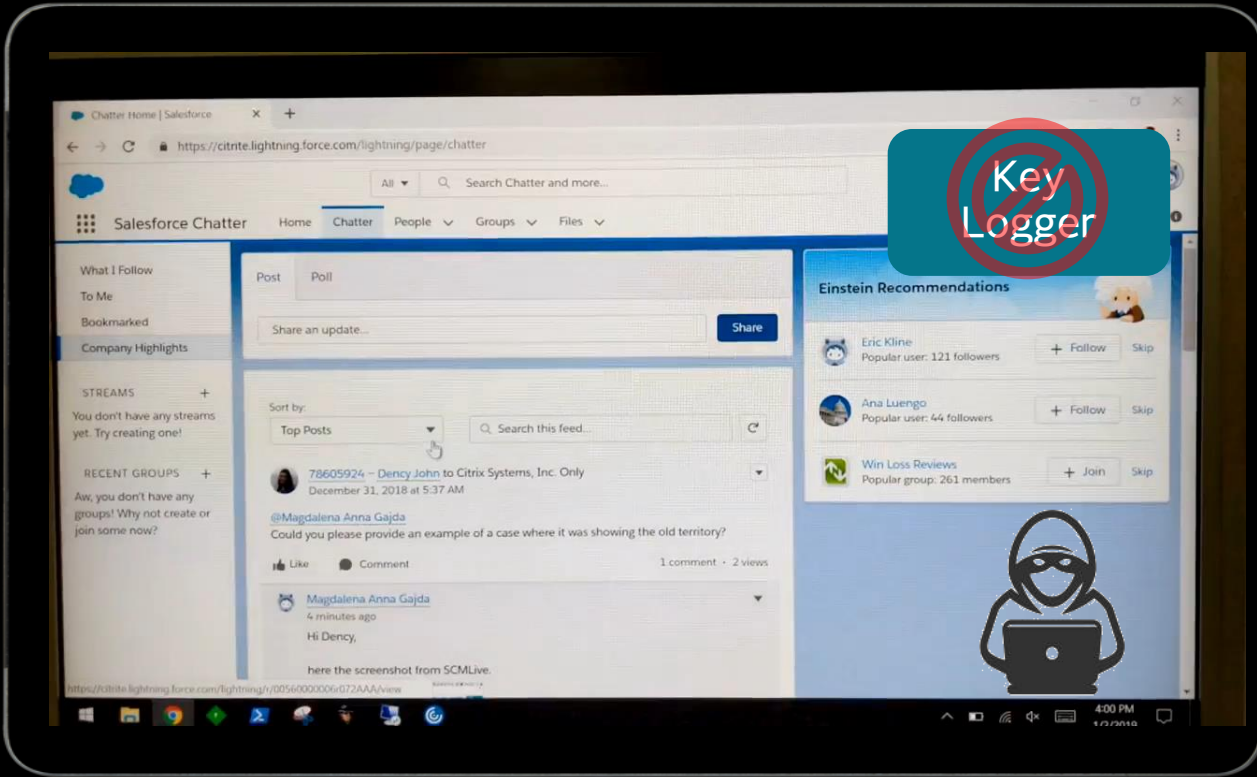 Chatter Home | Salesforce
https://citrite.lightning.force.com/lightning/page/chatter
Key
Logger
All
Search Chatter and more...
Salesforce Chatter
Home
Chatter
People
Groups
Files
What I Follow
To Me
Bookmarked
Company Highlights
STREAMS
You don't have any streams
yet. Try creating one!
RECENT GROUPS
Aw, you don't have any
groups! Why not create or
join some now?
Post
Poll
Share an update...
Share
Sort by:
Top Posts
Search this feed...
78605924 – Dency John to Citrix Systems, Inc. Only
December 31, 2018 at 5:37 AM
@Magdalena Anna Gajda
Could you please provide an example of a case where it was showing the old territory?
Like
Comment
1 comment · 2 views
Magdalena Anna Gajda
4 minutes ago
Hi Dency,
here the screenshot from SCMLive.
Einstein Recommendations
Eric Kline
Popular user: 121 followers
+ Follow
Skip
Ana Luengo
Popular user: 44 followers
+ Follow
Skip
Win Loss Reviews
Popular group: 261 members
+ Join
Skip
4:00 PM
1/2/2019